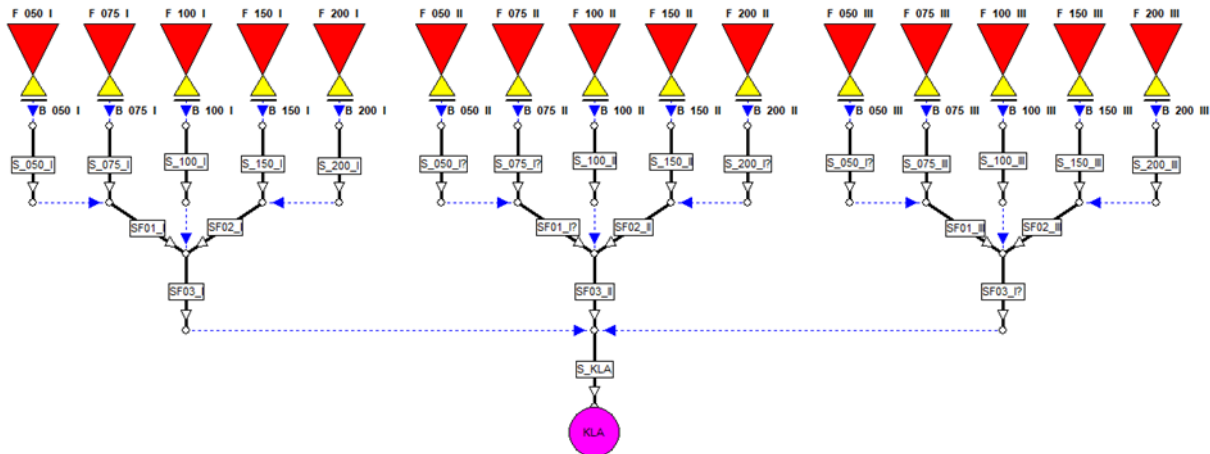 F 050 I F 075 I F 100 I F 150 I F 200 I F 050 II F 075 II F 100 II F 150 II F 200 II F 050 III F 075 III F 100 III F 150 III F 200 III
B 050 I B 075 I B 100 I B 150 I B 200 I B 050 II B 075 II B 100 II B 150 II B 200 II B 050 III B 075 III B 100 III B 150 III B 200 III
S_050_I S_075_I S_100_I S_150_I S_200_I S_050_I? S_075_I? S_100_II S_150_II S_200_I? S_050_I? S_075_III S_100_III S_150_III S_200_III
SF01_I SF02_I SF01_I? SF02_II SF01_III SF02_III
SF03_I SF03_II SF03_I?
S_KLA
KLA